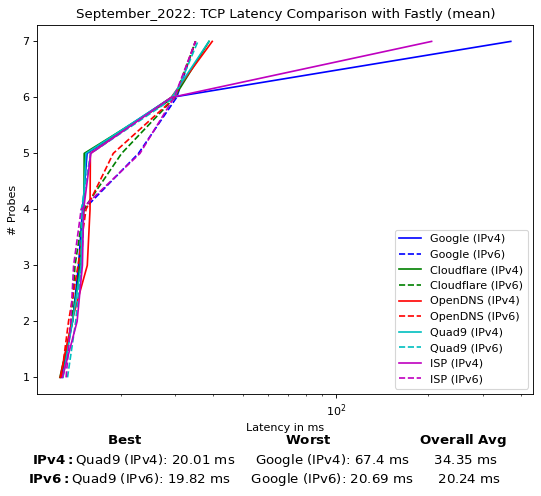 September_2022: TCP Latency Comparison with Fastly (mean)
7
6
5
4
3
2
1
# Probes
Google (IPv4)
Google (IPv6)
Cloudflare (IPv4)
Cloudflare (IPv6)
OpenDNS (IPv4)
OpenDNS (IPv6)
Quad9 (IPv4)
Quad9 (IPv6)
ISP (IPv4)
ISP (IPv6)
10²
Latency in ms
Best Worst Overall Avg
IPv4: Quad9 (IPv4): 20.01 ms Google (IPv4): 67.4 ms 34.35 ms
IPv6: Quad9 (IPv6): 19.82 ms Google (IPv6): 20.69 ms 20.24 ms